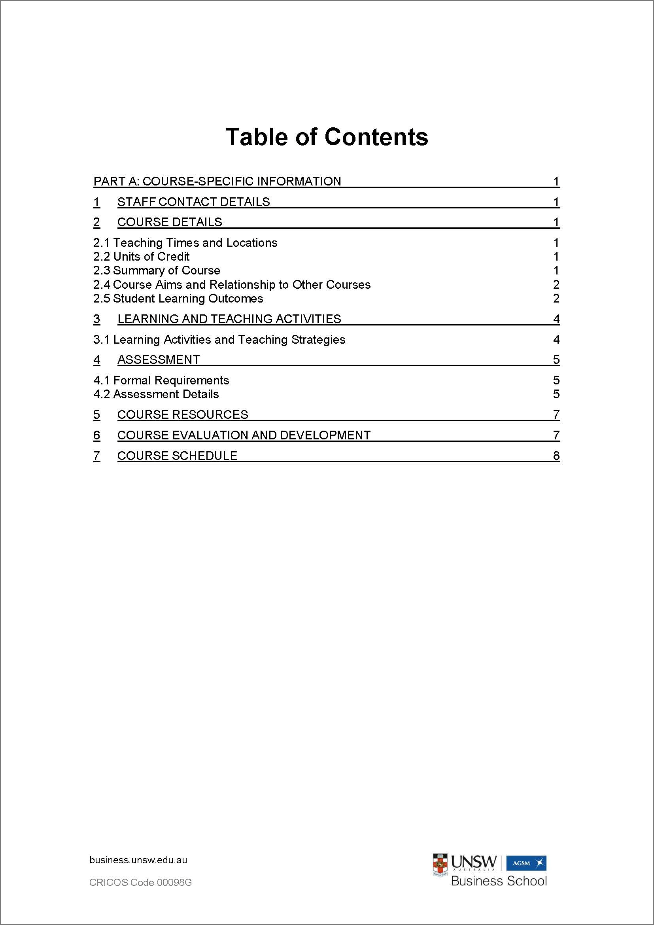 Table of Contents
PART A: COURSE-SPECIFIC INFORMATION 1
1 STAFF CONTACT DETAILS 1
2 COURSE DETAILS 1
2.1 Teaching Times and Locations 1
2.2 Units of Credit 1
2.3 Summary of Course 1
2.4 Course Aims and Relationship to Other Courses 2
2.5 Student Learning Outcomes 2
3 LEARNING AND TEACHING ACTIVITIES 4
3.1 Learning Activities and Teaching Strategies 4
4 ASSESSMENT 5
4.1 Formal Requirements 5
4.2 Assessment Details 5
5 COURSE RESOURCES 7
6 COURSE EVALUATION AND DEVELOPMENT 7
7 COURSE SCHEDULE 8
business.unsw.edu.au
CRICOS Code 00098G
UNSW AGSM
AUSTRALIA
Business School